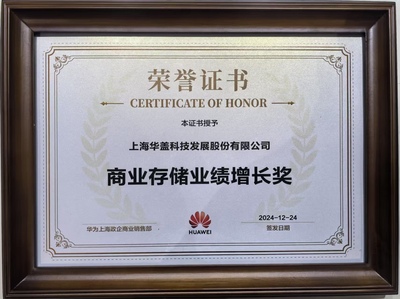 荣誉证书
CERTIFICATE OF HONOR
本证书授予
上海华盖科技发展股份有限公司
商业存储业绩增长奖
华为上海政企商业销售部
HUAWEI
2024-12-24
签发日期